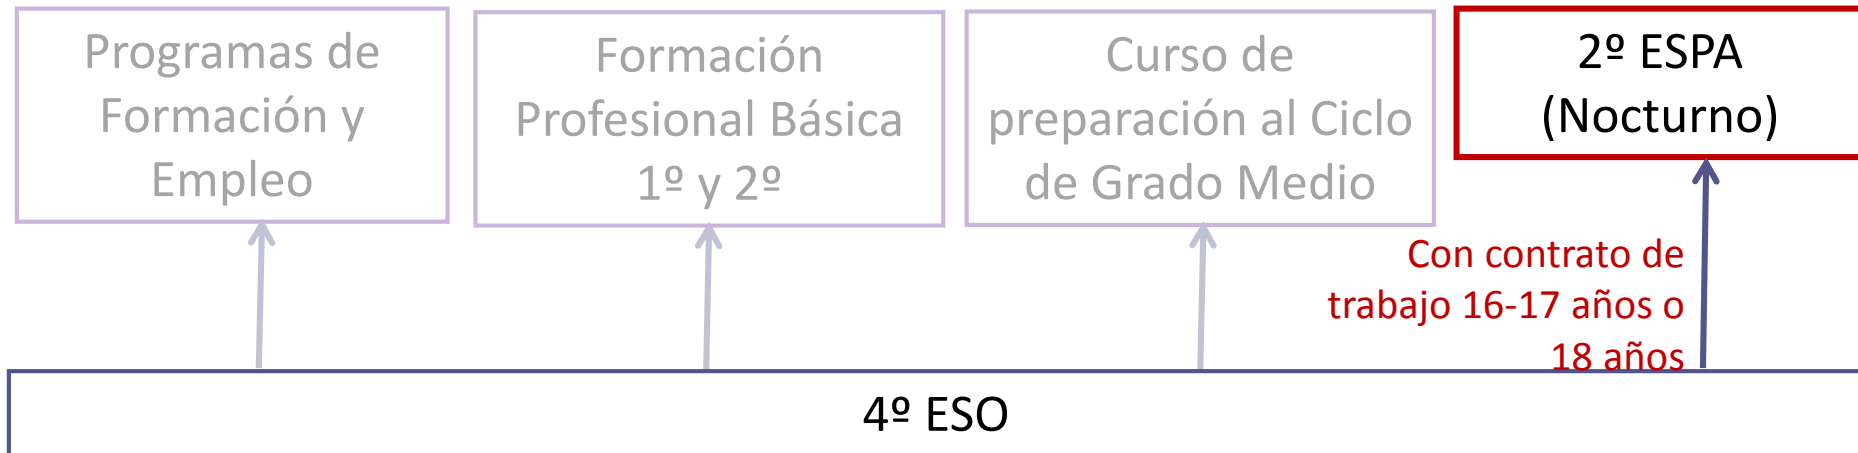 Programas de
Formación y
Empleo
Formación
Profesional Básica
1º y 2º
Curso de
preparación al Ciclo
de Grado Medio
2º ESPA
(Nocturno)
Con contrato de
trabajo 16-17 años o
18 años
4º ESO